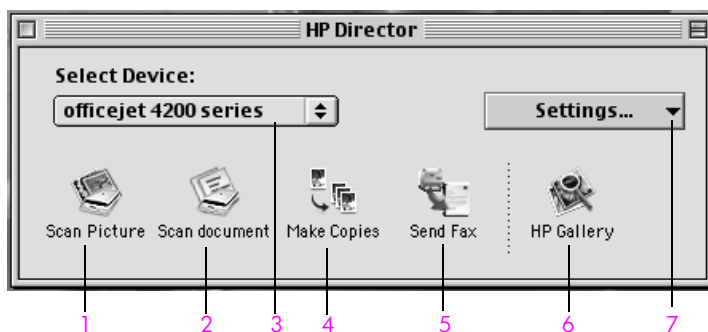 HP Director
Select Device:
officejet 4200 series
Settings...
Scan Picture Scan document Make Copies Send Fax HP Gallery
1 2 3 4 5 6 7